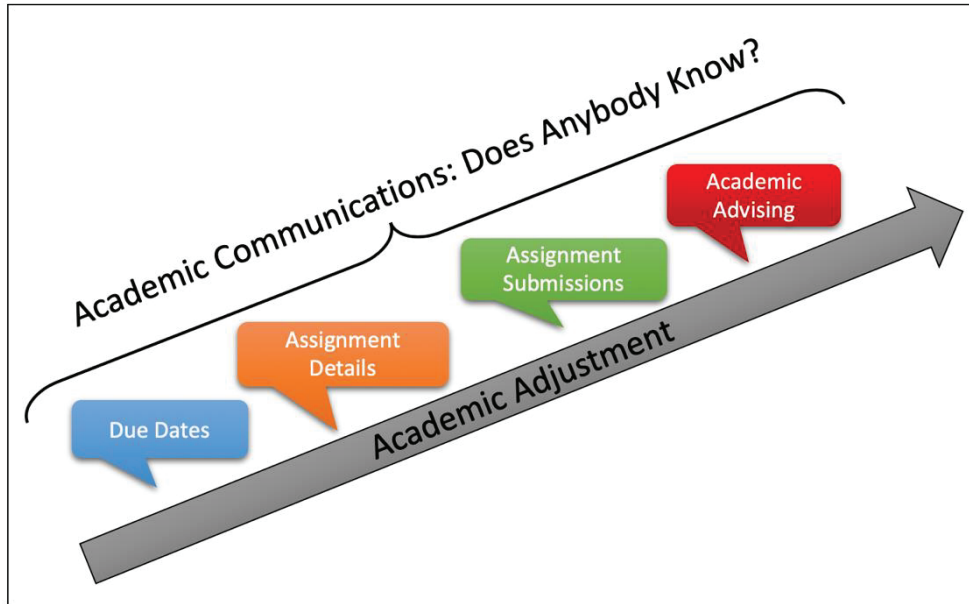 Academic Communications: Does Anybody Know?
Academic
Advising
Assignment
Submissions
Assignment
Details
Due Dates
Academic Adjustment